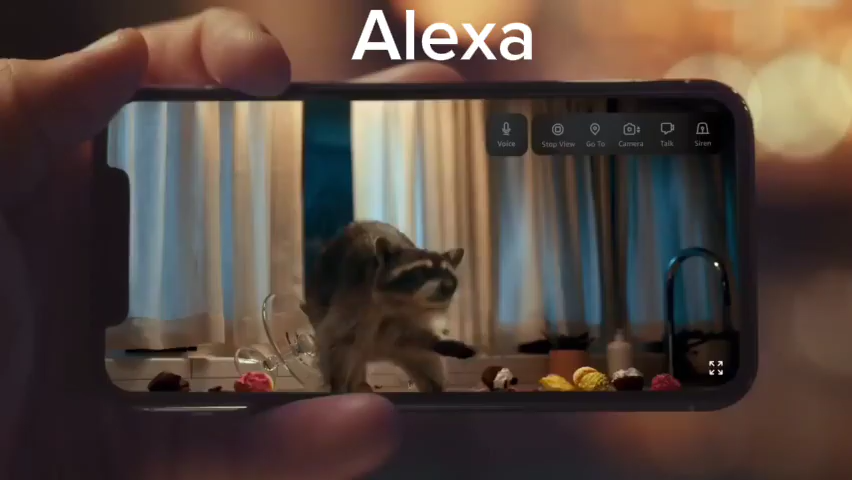 Alexa
Voice
Stop View
Go To
Camera
Talk
Siren